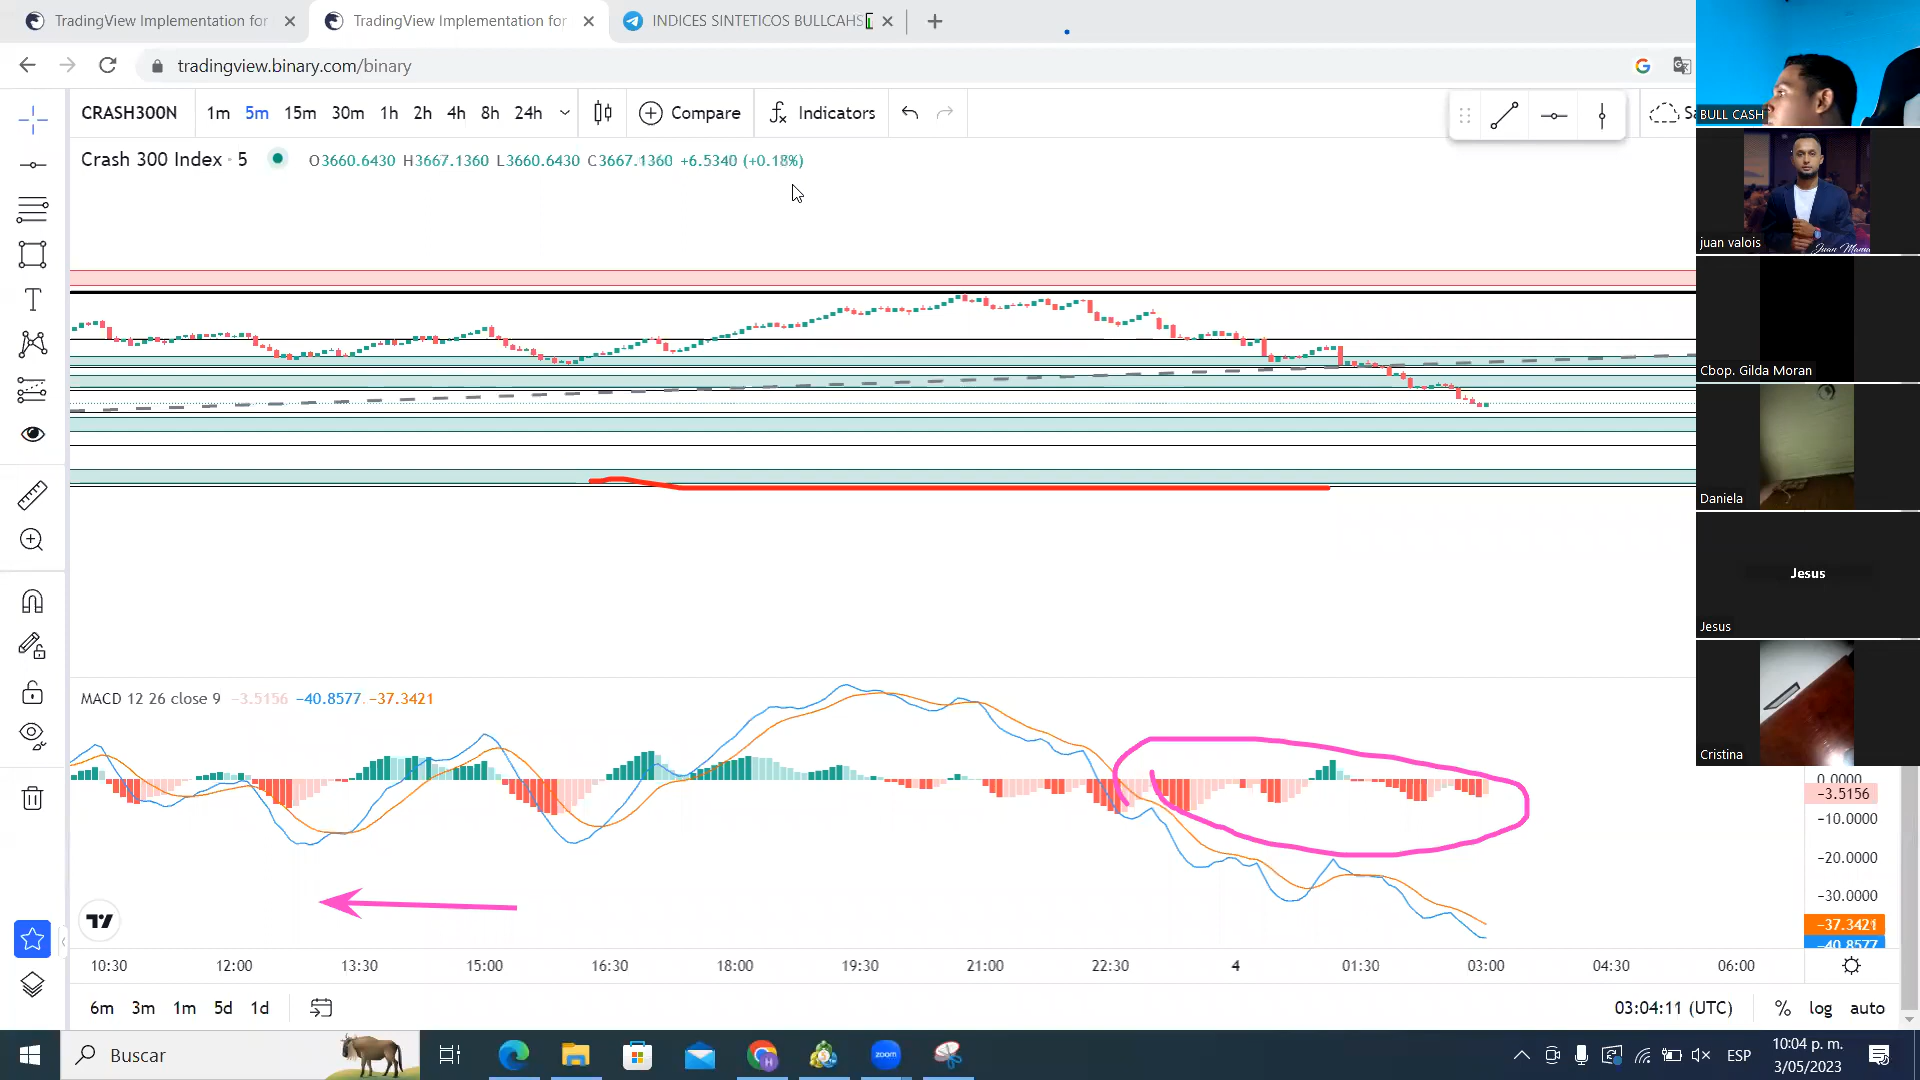 TradingView Implementation for
TradingView Implementation for
INDICES SINTETICOS BULLCAHS
tradingview.binary.com/binary
CRASH300N
1m 5m 15m 30m 1h 2h 4h 8h 24h
Compare
Indicators
Crash 300 Index · 5
O3660.6430 H3667.1360 L3660.6430 C3667.1360 +6.5340 (+0.18%)
MACD 12 26 close 9 −3.5156 −40.8577 −37.3421
0.0000
−3.5156
−10.0000
−20.0000
−30.0000
−37.3421
−40.8577
10:30 12:00 13:30 15:00 16:30 18:00 19:30 21:00 22:30 4 01:30 03:00 04:30 06:00
6m 3m 1m 5d 1d
03:04:11 (UTC) % log auto
BULL CASH
Juan Manu
juan valois
Cbop. Gilda Moran
Daniela
Jesus
Jesus
Cristina
Buscar
zoom
ESP
10:04 p. m.
3/05/2023